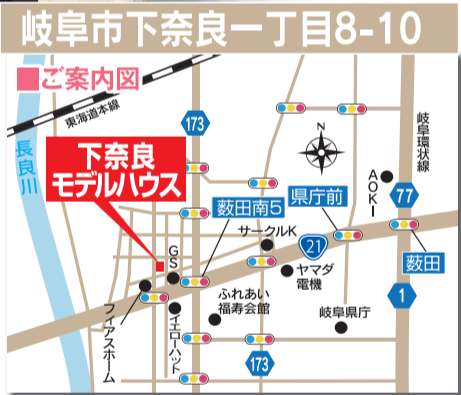 岐阜市下奈良一丁目8-10
■ご案内図
東海道本線
長良川
173
下奈良
モデルハウス
N
岐阜環状線
AOKI
77
県庁前
薮田南5
サークルK
21
薮田
GS
ヤマダ
電機
ふれあい
福寿会館
1
岐阜県庁
フィアスホーム
イエローハット
173